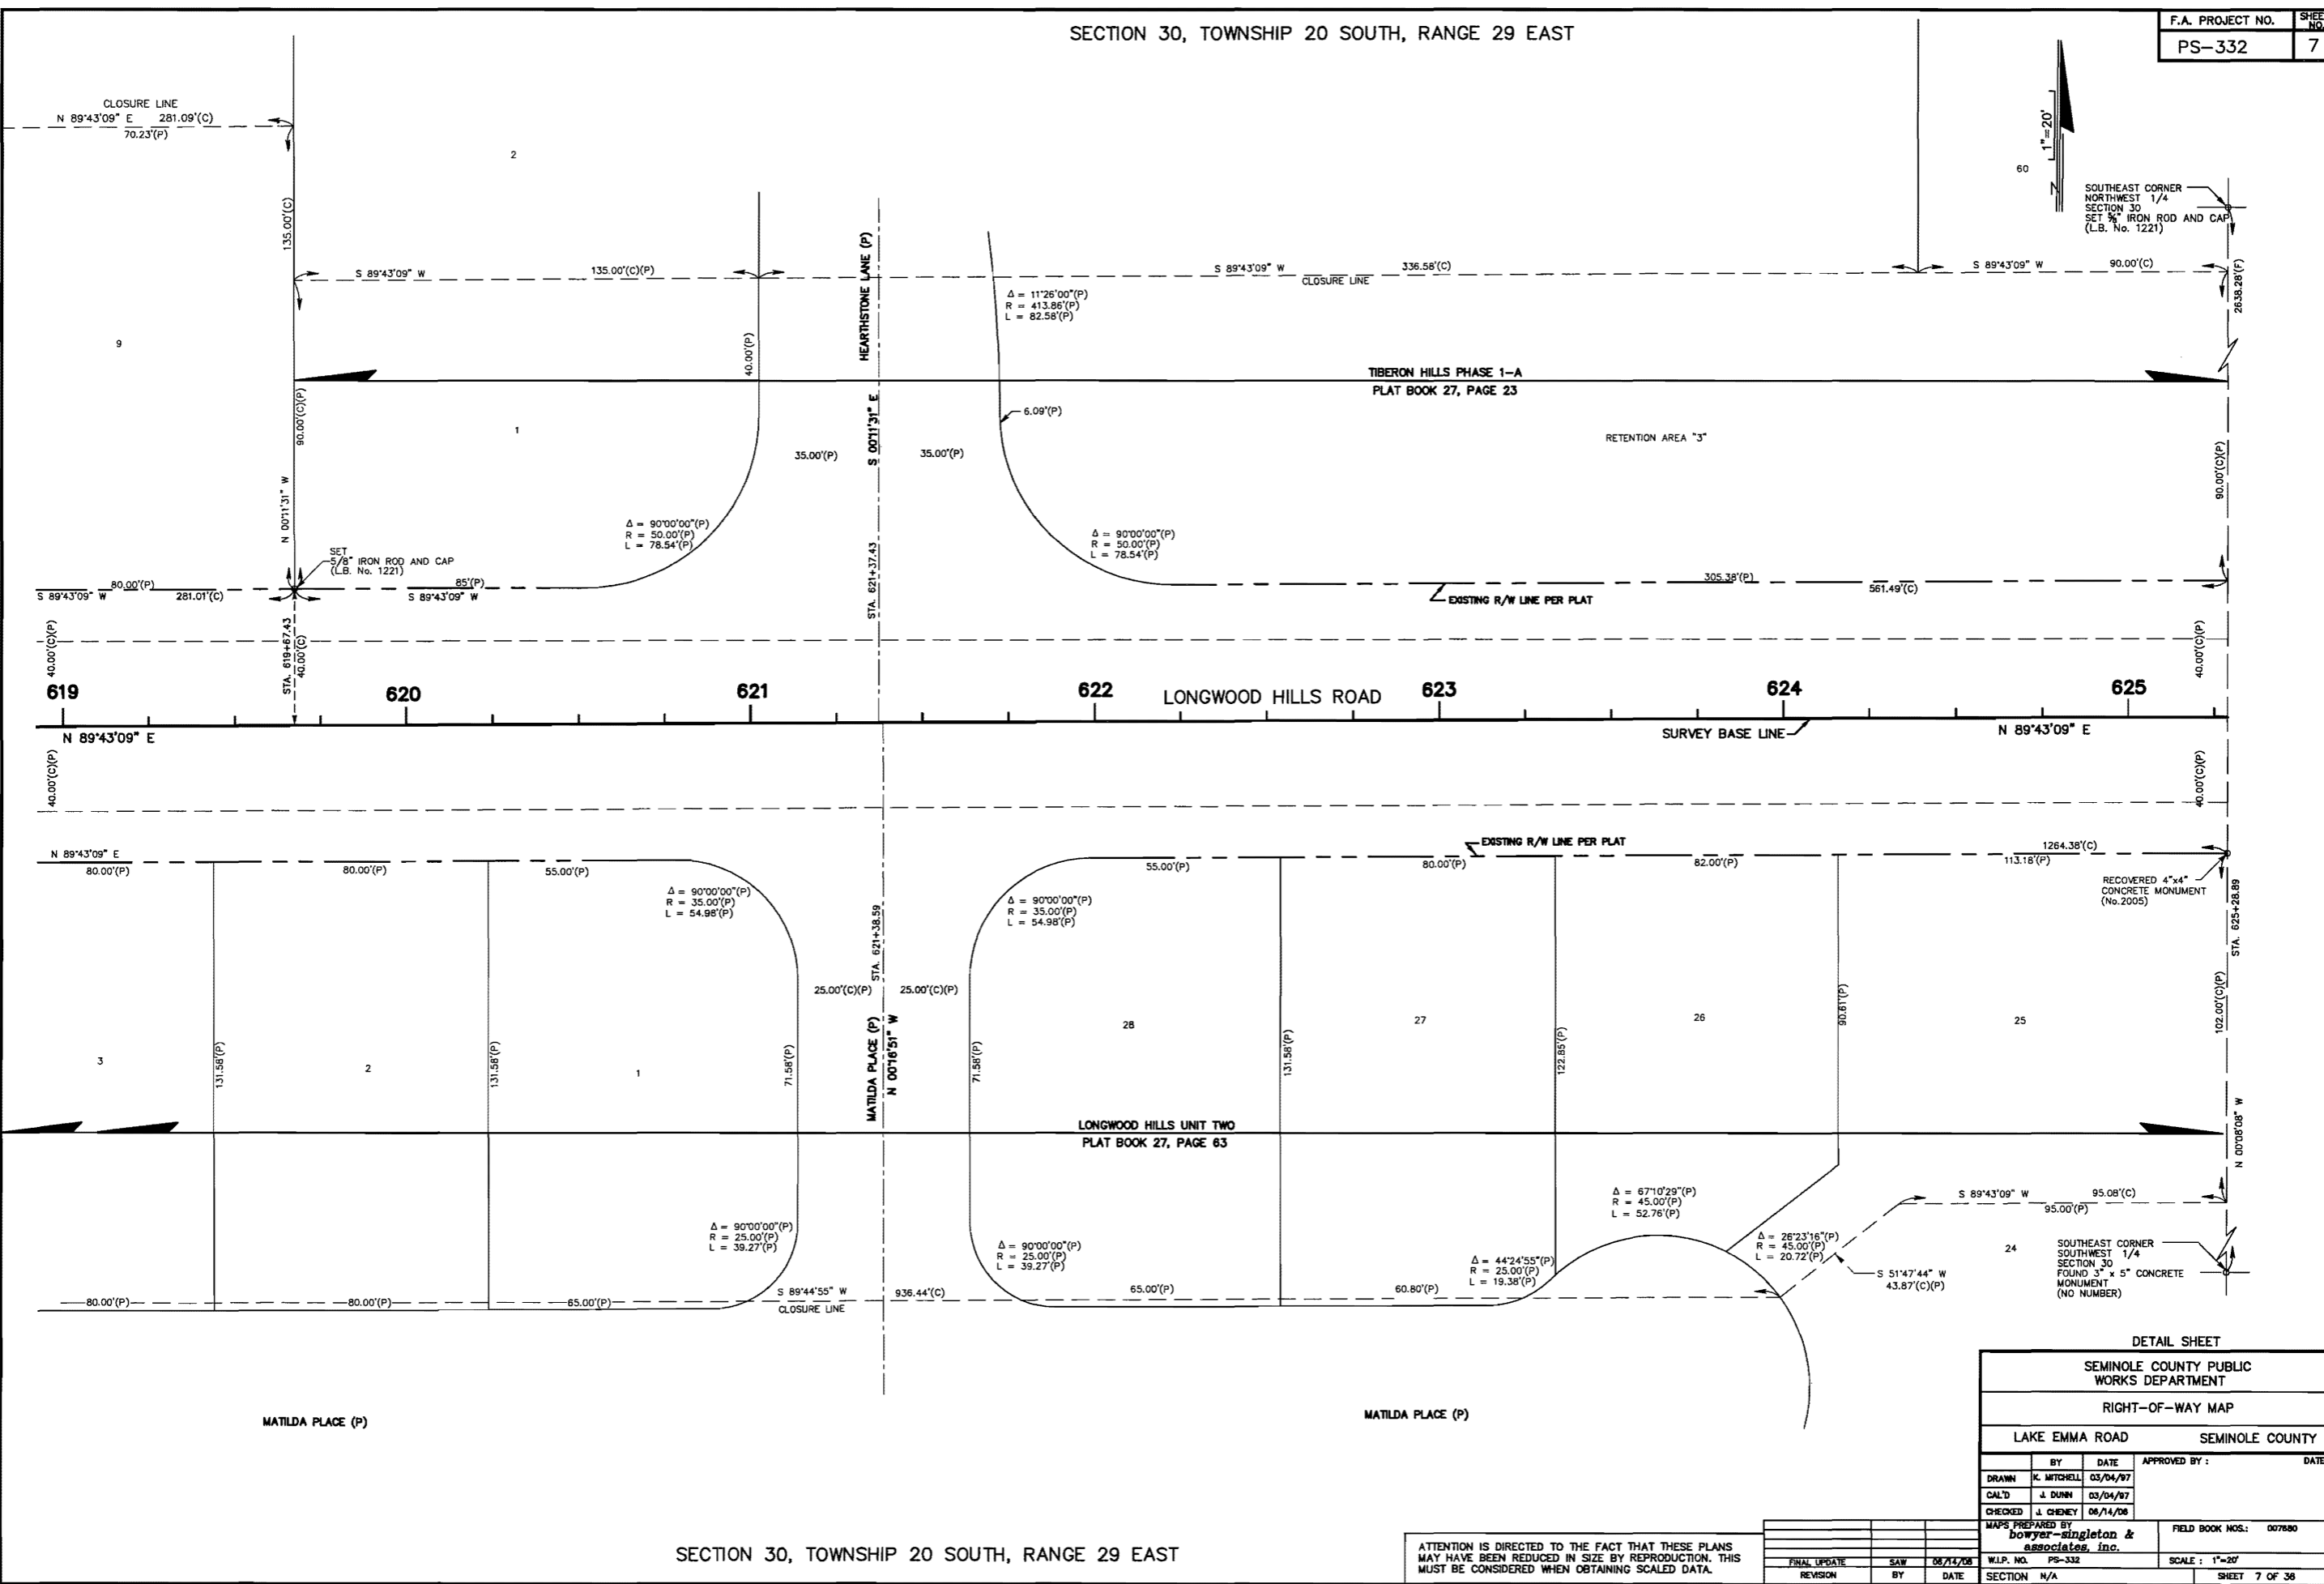 SECTION 30, TOWNSHIP 20 SOUTH, RANGE 29 EAST
F.A. PROJECT NO.
PS-332
7
CLOSURE LINE
N 89°43'09" E 281.09'(C)
70.23'(P)
2
60
1"=20'
N
SOUTHEAST CORNER
NORTHWEST 1/4
SECTION 30
SET 5/8" IRON ROD AND CAP
(L.B. No. 1221)
135.00'(C)
S 89°43'09" W 135.00'(C)(P)
HEARTHSTONE LANE (P)
S 89°43'09" W 336.58'(C)
CLOSURE LINE
S 89°43'09" W 90.00'(C)
2638.28'(F)
Δ = 11°26'00"(P)
R = 413.86'(P)
L = 82.58'(P)
9
40.00'(P)
TIBERON HILLS PHASE 1-A
PLAT BOOK 27, PAGE 23
90.00'(C)(P)
1
6.09'(P)
S 00°11'31" E
35.00'(P)
35.00'(P)
RETENTION AREA "3"
90.00'(C)(P)
N 00°11'31" W
Δ = 90°00'00"(P)
R = 50.00'(P)
L = 78.54'(P)
Δ = 90°00'00"(P)
R = 50.00'(P)
L = 78.54'(P)
SET
5/8" IRON ROD AND CAP
(L.B. No. 1221)
STA. 621+37.43
80.00'(P)
S 89°43'09" W 281.01'(C)
85'(P)
S 89°43'09" W
305.38'(P)
561.49'(C)
EXISTING R/W LINE PER PLAT
40.00'(C)(P)
STA. 619+67.43
40.00'(C)
40.00'(C)(P)
619 620 621 622 LONGWOOD HILLS ROAD 623 624 625
N 89°43'09" E
SURVEY BASE LINE
N 89°43'09" E
40.00'(C)(P)
40.00'(C)(P)
N 89°43'09" E
80.00'(P)
80.00'(P)
55.00'(P)
EXISTING R/W LINE PER PLAT
55.00'(P)
80.00'(P)
82.00'(P)
1264.38'(C)
113.18'(P)
RECOVERED 4"x4"
CONCRETE MONUMENT
(No.2005)
STA. 625+28.89
Δ = 90°00'00"(P)
R = 35.00'(P)
L = 54.98'(P)
Δ = 90°00'00"(P)
R = 35.00'(P)
L = 54.98'(P)
STA. 621+38.59
25.00'(C)(P)
25.00'(C)(P)
MATILDA PLACE (P)
N 00°16'51" W
3
131.58'(P)
2
131.58'(P)
1
71.58'(P)
71.58'(P)
28
131.58'(P)
27
122.85'(P)
26
90.61'(P)
25
102.00'(C)(P)
LONGWOOD HILLS UNIT TWO
PLAT BOOK 27, PAGE 63
N 00°08'08" W
Δ = 90°00'00"(P)
R = 25.00'(P)
L = 39.27'(P)
Δ = 90°00'00"(P)
R = 25.00'(P)
L = 39.27'(P)
Δ = 44°24'55"(P)
R = 25.00'(P)
L = 19.38'(P)
Δ = 67°10'29"(P)
R = 45.00'(P)
L = 52.76'(P)
Δ = 26°23'16"(P)
R = 45.00'(P)
L = 20.72'(P)
S 89°43'09" W 95.08'(C)
95.00'(P)
S 51°47'44" W
43.87'(C)(P)
24
SOUTHEAST CORNER
SOUTHWEST 1/4
SECTION 30
FOUND 3" x 5" CONCRETE
MONUMENT
(NO NUMBER)
80.00'(P)
80.00'(P)
65.00'(P)
S 89°44'55" W 936.44'(C)
CLOSURE LINE
65.00'(P)
60.80'(P)
MATILDA PLACE (P)
MATILDA PLACE (P)
SECTION 30, TOWNSHIP 20 SOUTH, RANGE 29 EAST
ATTENTION IS DIRECTED TO THE FACT THAT THESE PLANS
MAY HAVE BEEN REDUCED IN SIZE BY REPRODUCTION. THIS
MUST BE CONSIDERED WHEN OBTAINING SCALED DATA.
FINAL UPDATE SAW 06/14/06
REVISION BY DATE
DETAIL SHEET
SEMINOLE COUNTY PUBLIC
WORKS DEPARTMENT
RIGHT-OF-WAY MAP
LAKE EMMA ROAD SEMINOLE COUNTY
BY DATE APPROVED BY : DATE
DRAWN K. MITCHELL 03/04/97
CAL'D J. DUNN 03/04/97
CHECKED J. CHENEY 06/14/06
MAPS PREPARED BY
bowyer-singleton &
associates, inc.
FIELD BOOK NOS.:
W.I.P. NO. PS-332 SCALE : 1"=20'
SECTION N/A SHEET 7 OF 36